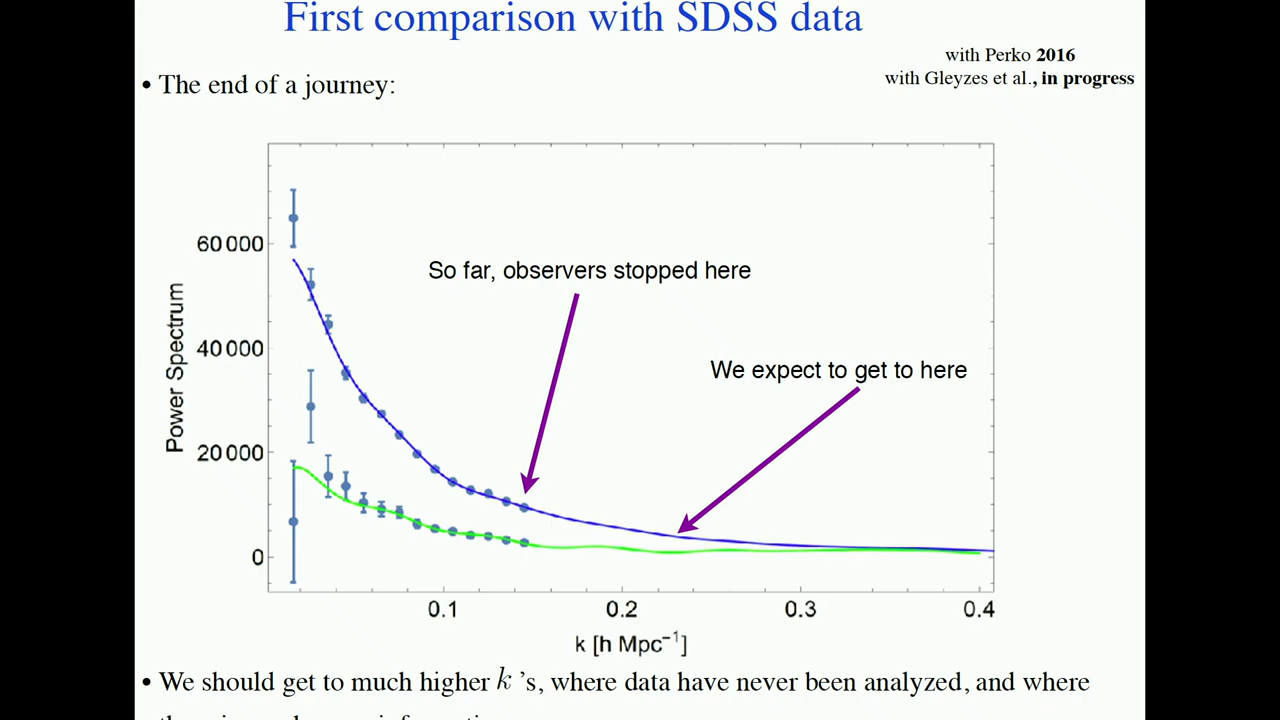 First comparison with SDSS data
with Perko 2016
with Gleyzes et al., in progress
• The end of a journey:
60 000
40 000
20 000
0
Power Spectrum
So far, observers stopped here
We expect to get to here
0.1 0.2 0.3 0.4
k [h Mpc⁻¹]
• We should get to much higher k 's, where data have never been analyzed, and where